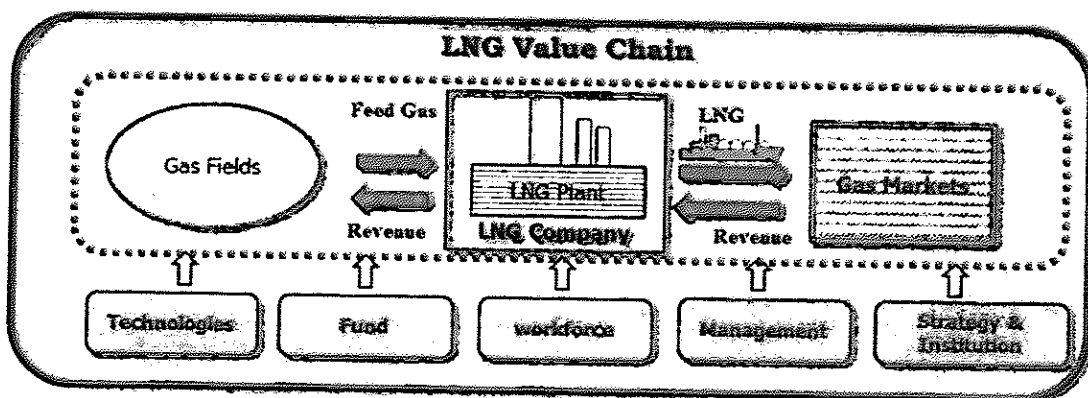 LNG Value Chain
Feed Gas
LNG
Gas Fields
LNG Plant
Gas Markets
Revenue
LNG Company
Revenue
Technologies
Fund
workforce
Management
Strategy &
Institution